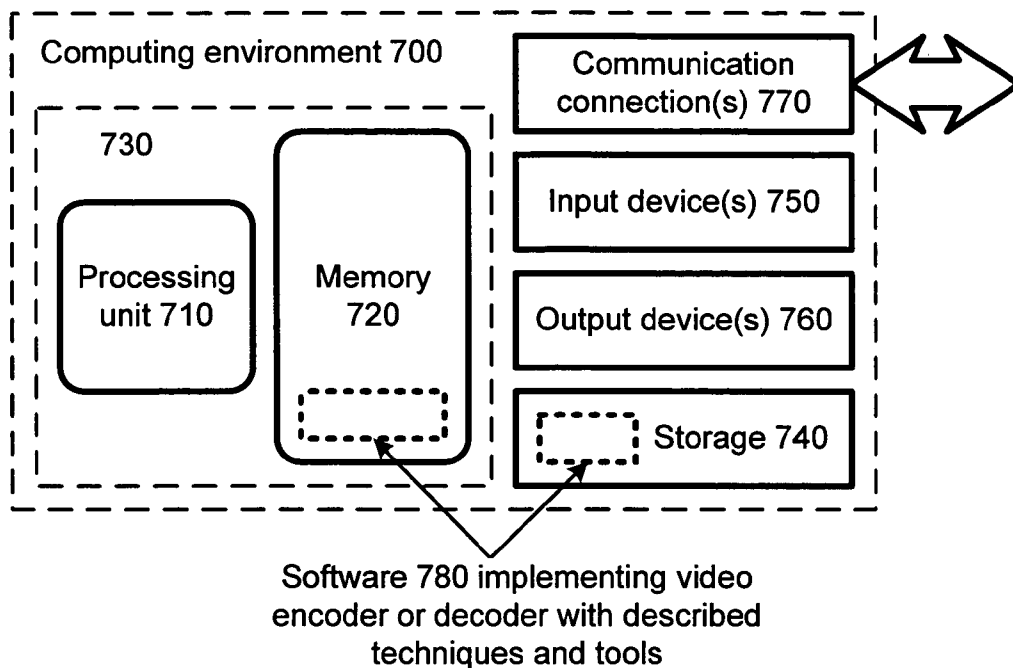 Computing environment 700
730
Processing
unit 710
Memory
720
Communication
connection(s) 770
Input device(s) 750
Output device(s) 760
Storage 740
Software 780 implementing video
encoder or decoder with described
techniques and tools